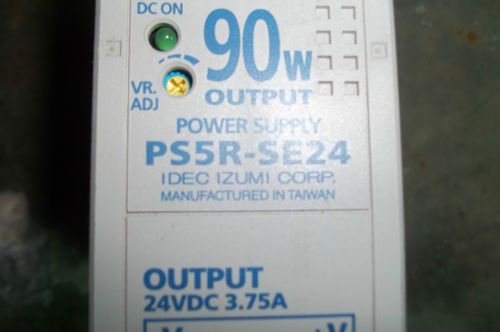 DC ON
90W
VR.
ADJ
OUTPUT
POWER SUPPLY
PS5R-SE24
IDEC IZUMI CORP.
MANUFACTURED IN TAIWAN
OUTPUT
24VDC 3.75A